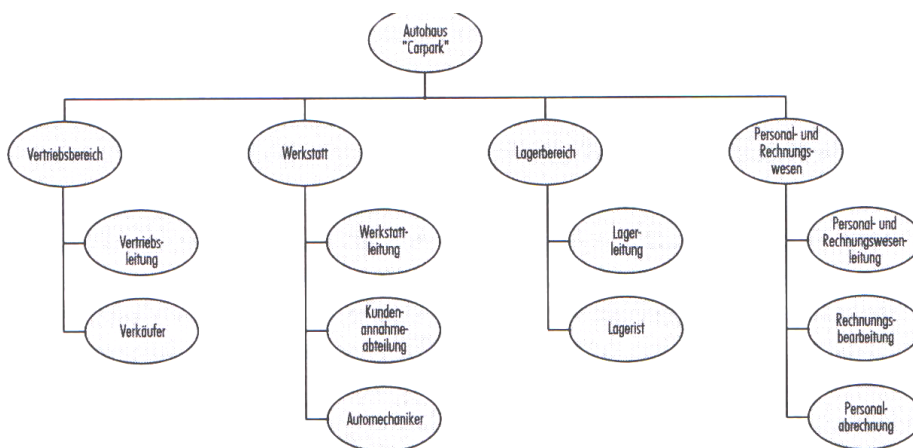 Autohaus
"Carpark"
Vertriebsbereich
Werkstatt
Lagerbereich
Personal- und
Rechnungs-
wesen
Vertriebs-
leitung
Verkäufer
Werkstatt-
leitung
Kunden-
annahme-
abteilung
Automechaniker
Lager-
leitung
Lagerist
Personal- und
Rechnungswesen-
leitung
Rechnungs-
bearbeitung
Personal-
abrechnung